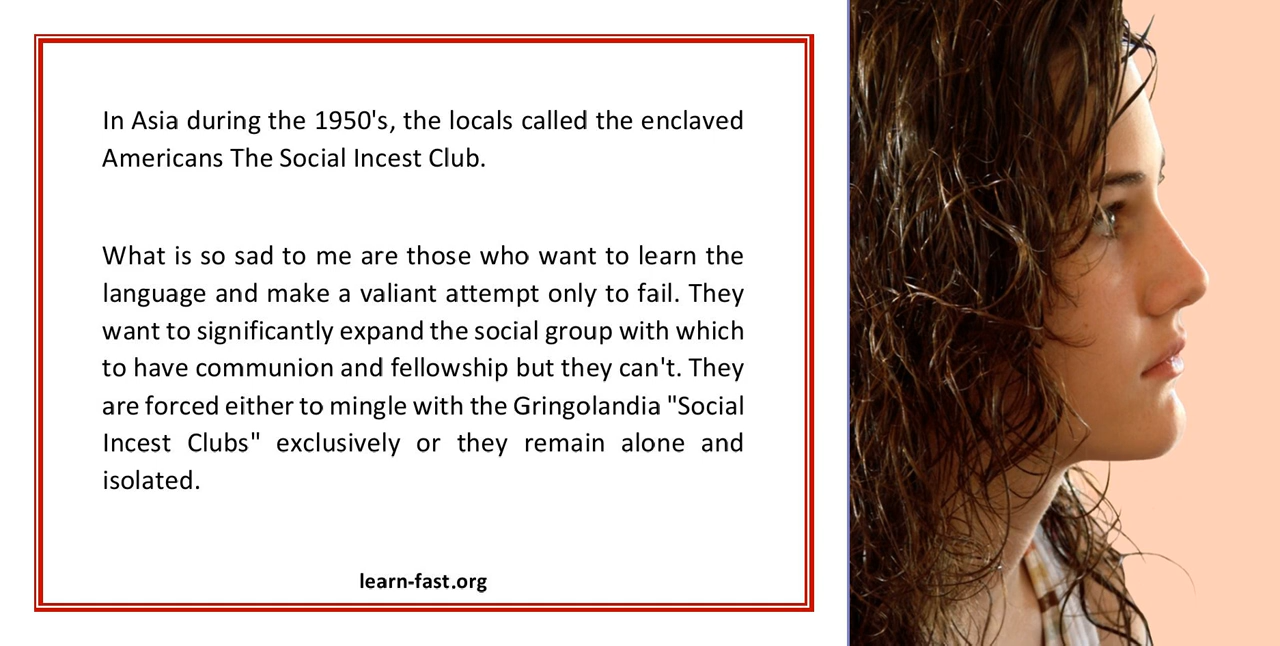 In Asia during the 1950's, the locals called the enclaved
Americans The Social Incest Club.
What is so sad to me are those who want to learn the
language and make a valiant attempt only to fail. They
want to significantly expand the social group with which
to have communion and fellowship but they can't. They
are forced either to mingle with the Gringolandia "Social
Incest Clubs" exclusively or they remain alone and
isolated.
learn-fast.org